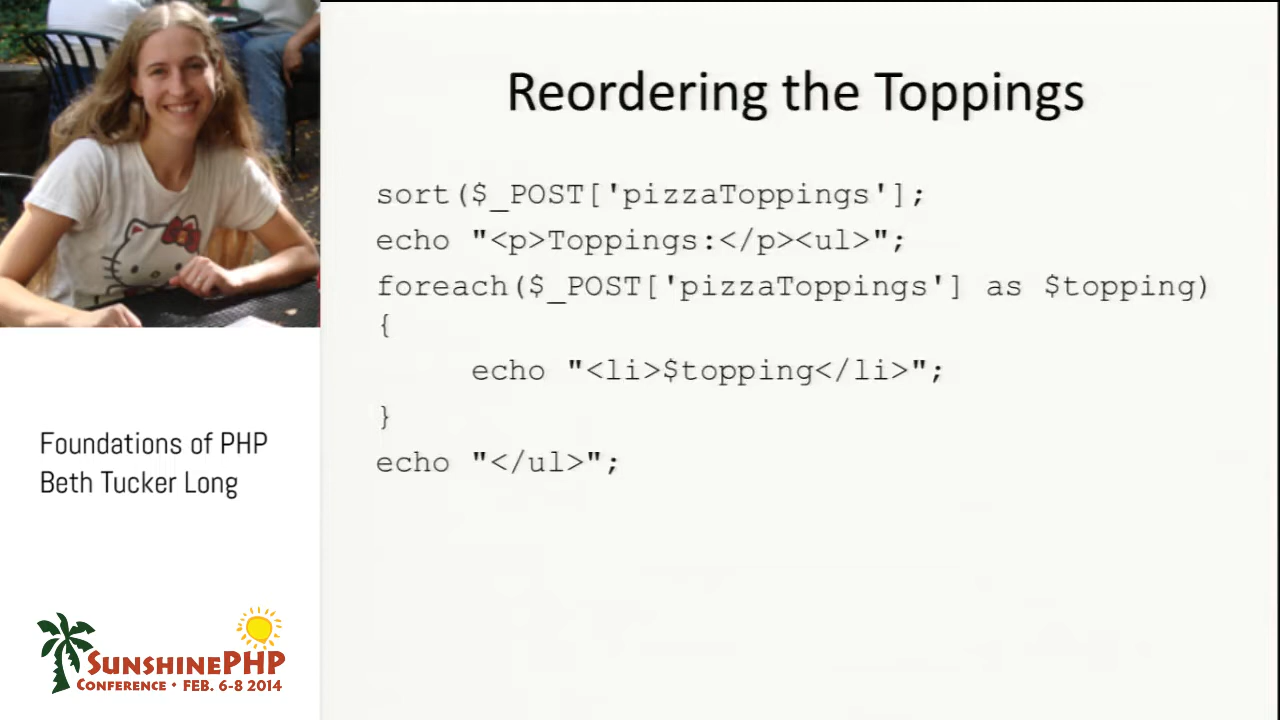 Reordering the Toppings
sort($_POST['pizzaToppings'];
echo "<p>Toppings:</p><ul>";
foreach($_POST['pizzaToppings'] as $topping)
{
echo "<li>$topping</li>";
}
echo "</ul>";
Foundations of PHP
Beth Tucker Long
SUNSHINEPHP
CONFERENCE • FEB. 6-8 2014